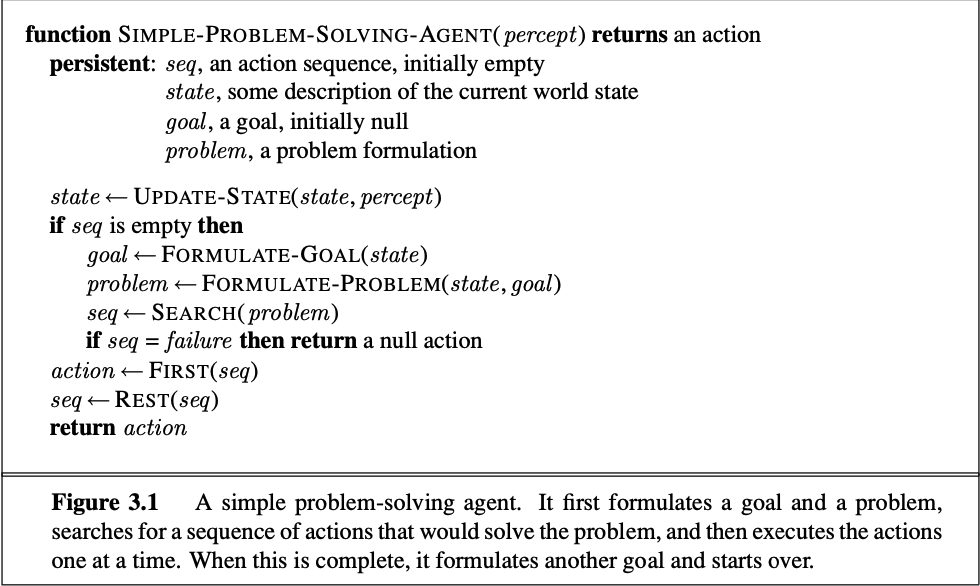 function SIMPLE-PROBLEM-SOLVING-AGENT(percept) returns an action
persistent: seq, an action sequence, initially empty
state, some description of the current world state
goal, a goal, initially null
problem, a problem formulation
state ← UPDATE-STATE(state, percept)
if seq is empty then
goal ← FORMULATE-GOAL(state)
problem ← FORMULATE-PROBLEM(state, goal)
seq ← SEARCH(problem)
if seq = failure then return a null action
action ← FIRST(seq)
seq ← REST(seq)
return action
Figure 3.1 A simple problem-solving agent. It first formulates a goal and a problem,
searches for a sequence of actions that would solve the problem, and then executes the actions
one at a time. When this is complete, it formulates another goal and starts over.